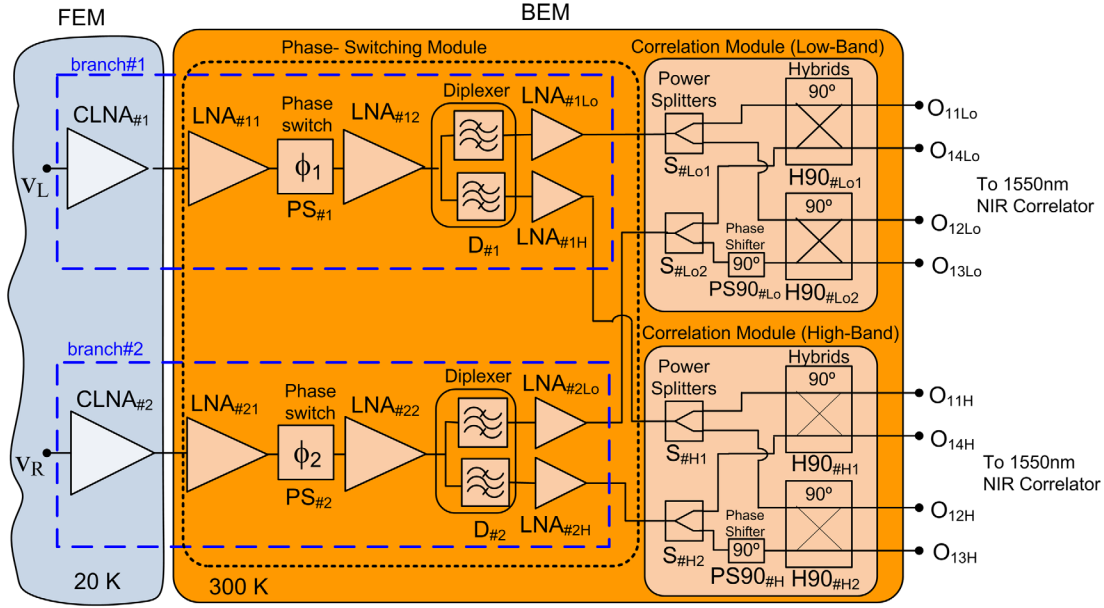 FEM
BEM
branch#1
Phase- Switching Module
CLNA#1
LNA#11
Phase
switch
ϕ1
PS#1
LNA#12
Diplexer
D#1
LNA#1Lo
LNA#1H
vL
Correlation Module (Low-Band)
Power
Splitters
S#Lo1
S#Lo2
Hybrids
90º
H90#Lo1
90º
Phase
Shifter
90º
PS90#Lo
H90#Lo2
O11Lo
O14Lo
O12Lo
O13Lo
To 1550nm
NIR Correlator
branch#2
CLNA#2
LNA#21
Phase
switch
ϕ2
PS#2
LNA#22
Diplexer
D#2
LNA#2Lo
LNA#2H
vR
Correlation Module (High-Band)
Power
Splitters
S#H1
S#H2
Hybrids
90º
H90#H1
90º
Phase
Shifter
90º
PS90#H
H90#H2
O11H
O14H
O12H
O13H
To 1550nm
NIR Correlator
20 K
300 K